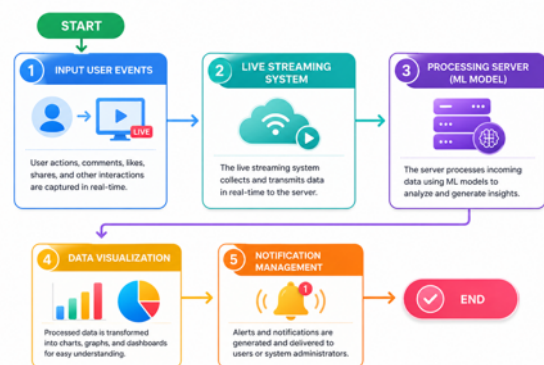 START
1 INPUT USER EVENTS
LIVE
User actions, comments, likes,
shares, and other interactions
are captured in real-time.
2 LIVE STREAMING
SYSTEM
The live streaming system
collects and transmits data
in real-time to the server.
3 PROCESSING SERVER
(ML MODEL)
The server processes incoming
data using ML models to
analyze and generate insights.
4 DATA VISUALIZATION
Processed data is transformed
into charts, graphs, and dashboards
for easy understanding.
5 NOTIFICATION
MANAGEMENT
1
Alerts and notifications are
generated and delivered to
users or system administrators.
END